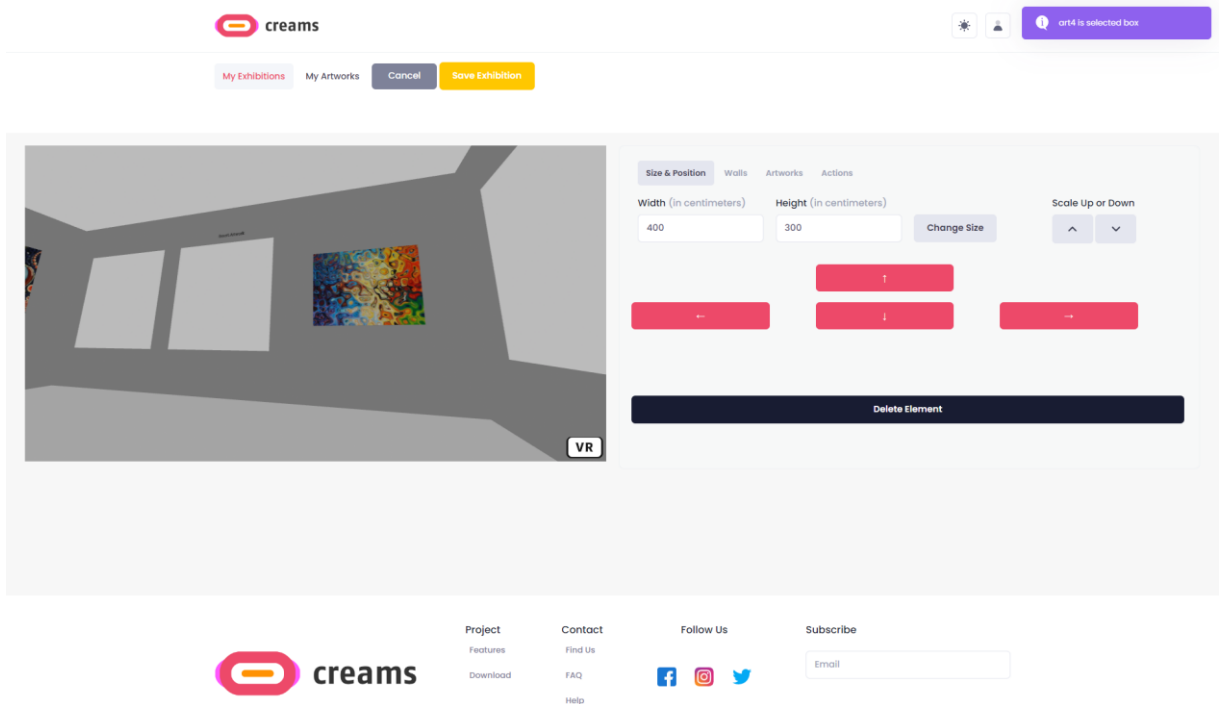 creams
art4 is selected box
My Exhibitions
My Artworks
Cancel
Save Exhibition
Size & Position
Walls
Artworks
Actions
Width (in centimeters)
Height (in centimeters)
Scale Up or Down
400
300
Change Size
↑
←
↓
→
Delete Element
VR
Project
Contact
Follow Us
Subscribe
Features
Find Us
creams
Download
FAQ
Email
Help